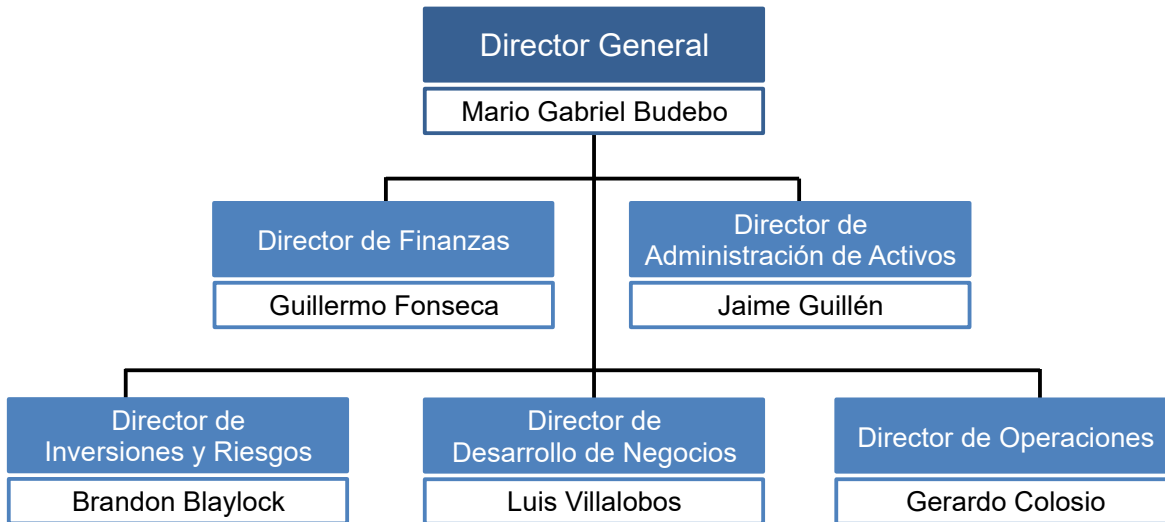 Director General
Mario Gabriel Budebo
Director de Finanzas
Guillermo Fonseca
Director de
Administración de Activos
Jaime Guillén
Director de
Inversiones y Riesgos
Brandon Blaylock
Director de
Desarrollo de Negocios
Luis Villalobos
Director de Operaciones
Gerardo Colosio